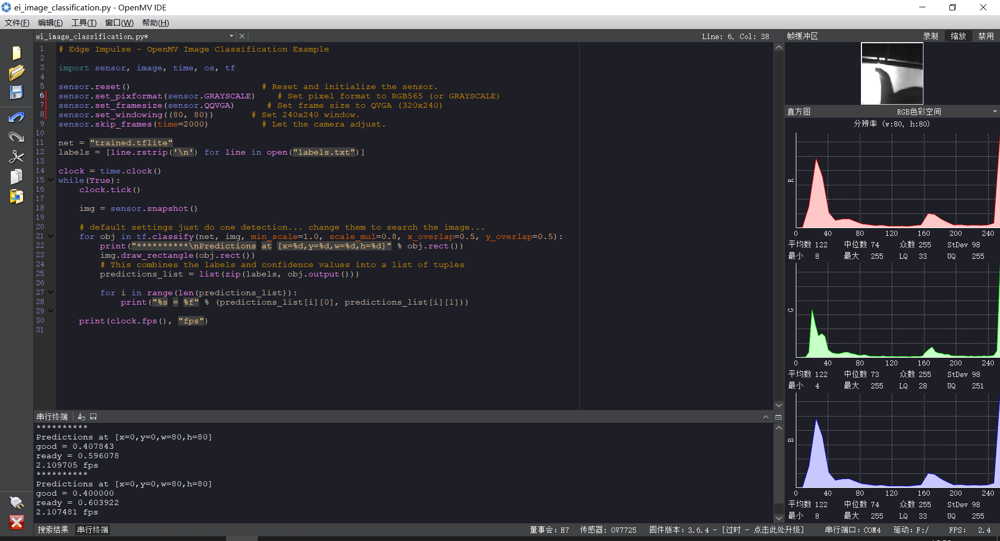 ei_image_classification.py - OpenMV IDE
文件(F) 编辑(E) 工具(T) 窗口(W) 帮助(H)
ei_image_classification.py*
Line: 6, Col: 38
1 # Edge Impulse - OpenMV Image Classification Example
2
3 import sensor, image, time, os, tf
4
5 sensor.reset() # Reset and initialize the sensor.
6 sensor.set_pixformat(sensor.GRAYSCALE) # Set pixel format to RGB565 (or GRAYSCALE)
7 sensor.set_framesize(sensor.QQVGA) # Set frame size to QVGA (320x240)
8 sensor.set_windowing((80, 80)) # Set 240x240 window.
9 sensor.skip_frames(time=2000) # Let the camera adjust.
10
11 net = "trained.tflite"
12 labels = [line.rstrip('\n') for line in open("labels.txt")]
13
14 clock = time.clock()
15 while(True):
16 clock.tick()
17
18 img = sensor.snapshot()
19
20 # default settings just do one detection... change them to search the image...
21 for obj in tf.classify(net, img, min_scale=1.0, scale_mul=0.8, x_overlap=0.5, y_overlap=0.5):
22 print("**********\nPredictions at [x=%d,y=%d,w=%d,h=%d]" % obj.rect())
23 img.draw_rectangle(obj.rect())
24 # This combines the labels and confidence values into a list of tuples
25 predictions_list = list(zip(labels, obj.output()))
26
27 for i in range(len(predictions_list)):
28 print("%s = %f" % (predictions_list[i][0], predictions_list[i][1]))
29
30 print(clock.fps(), "fps")
31
串行终端
**********
Predictions at [x=0,y=0,w=80,h=80]
good = 0.407843
ready = 0.596078
2.109705 fps
**********
Predictions at [x=0,y=0,w=80,h=80]
good = 0.400000
ready = 0.603922
2.107481 fps
搜索结果 串行终端
帧缓冲区 录制 缩放 禁用
直方图 RGB色彩空间
分辨率 (w:80, h:80)
R
0 40 80 120 160 200 240
平均数 122 中位数 74 众数 255 StDev 98
最小 8 最大 255 LQ 33 UQ 255
G
0 40 80 120 160 200 240
平均数 122 中位数 73 众数 255 StDev 98
最小 4 最大 255 LQ 28 UQ 251
B
0 40 80 120 160 200 240
平均数 122 中位数 74 众数 255 StDev 98
最小 8 最大 255 LQ 33 UQ 255
董事会: H7 传感器: OV7725 固件版本: 3.6.4 - [过时 - 点击此处升级] 串行端口: COM4 驱动: F:/ FPS: 2.4